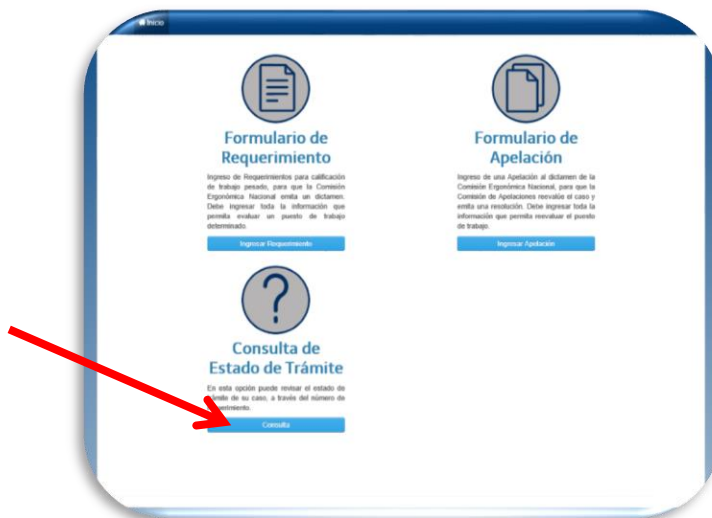 Inicio
Formulario de
Requerimiento
Ingreso de Requerimientos para calificación
de trabajo pesado, para que la Comisión
Ergonómica Nacional emita un dictamen.
Debe ingresar toda la información que
permita evaluar un puesto de trabajo
determinado.
Ingresar Requerimiento
Formulario de
Apelación
Ingreso de una Apelación al dictamen de la
Comisión Ergonómica Nacional, para que la
Comisión de Apelaciones reevalúe el caso y
emita una resolución. Debe ingresar toda la
información que permita reevaluar el puesto
de trabajo.
Ingresar Apelación
Consulta de
Estado de Trámite
En esta opción puede revisar el estado de
trámite de su caso, a través del número de
requerimiento.
Consulta